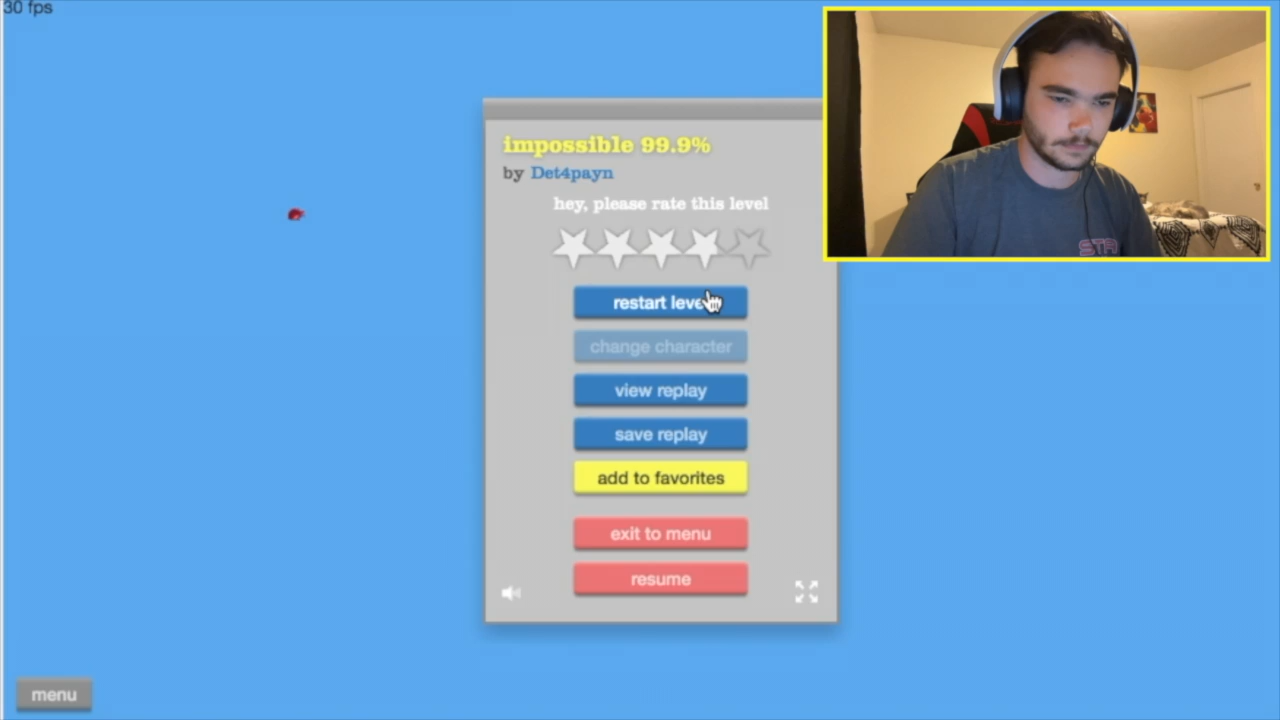 30 fps
impossible 99.9%
by Det4payn
hey, please rate this level
restart level
change character
view replay
save replay
add to favorites
exit to menu
resume
menu
STA